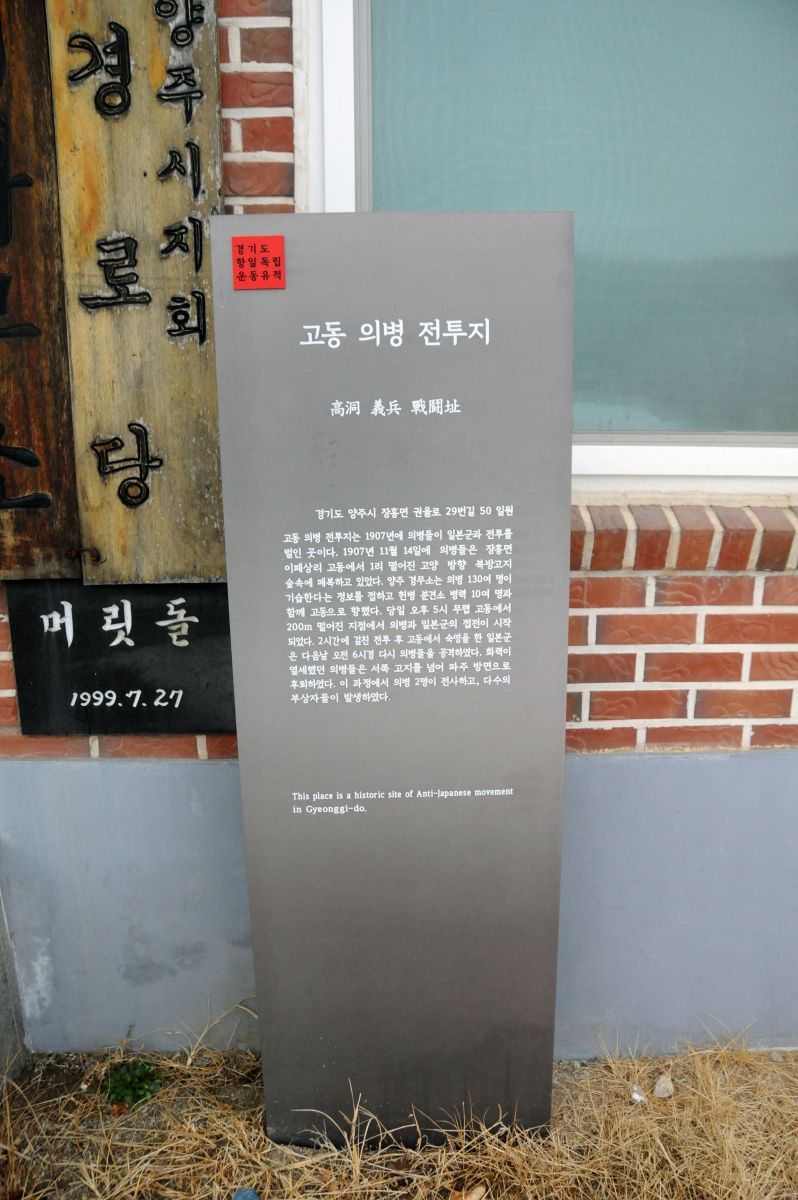 양주시지회
경로당
머릿돌
1999.7.27
경기도
항일독립
운동유적
고동 의병 전투지
高洞 義兵 戰鬪址
경기도 양주시 장흥면 권율로 29번길 50 일원
고동 의병 전투지는 1907년에 의병들이 일본군과 전투를
벌인 곳이다. 1907년 11월 14일에 의병들은 장흥면
이패상리 고동에서 1리 떨어진 고양 방향 북방고지
숲속에 매복하고 있었다. 양주 경무소는 의병 130여 명이
기습한다는 정보를 접하고 헌병 분견소 병력 10여 명과
함께 고동으로 향했다. 당일 오후 5시 무렵 고동에서
200m 떨어진 지점에서 의병과 일본군의 접전이 시작
되었다. 2시간에 걸친 전투 후 고동에서 숙영을 한 일본군
은 다음날 오전 6시경 다시 의병들을 공격하였다. 화력이
열세했던 의병들은 서쪽 고지를 넘어 파주 방면으로
후퇴하였다. 이 과정에서 의병 2명이 전사하고, 다수의
부상자들이 발생하였다.
This place is a historic site of Anti-Japanese movement
in Gyeonggi-do.